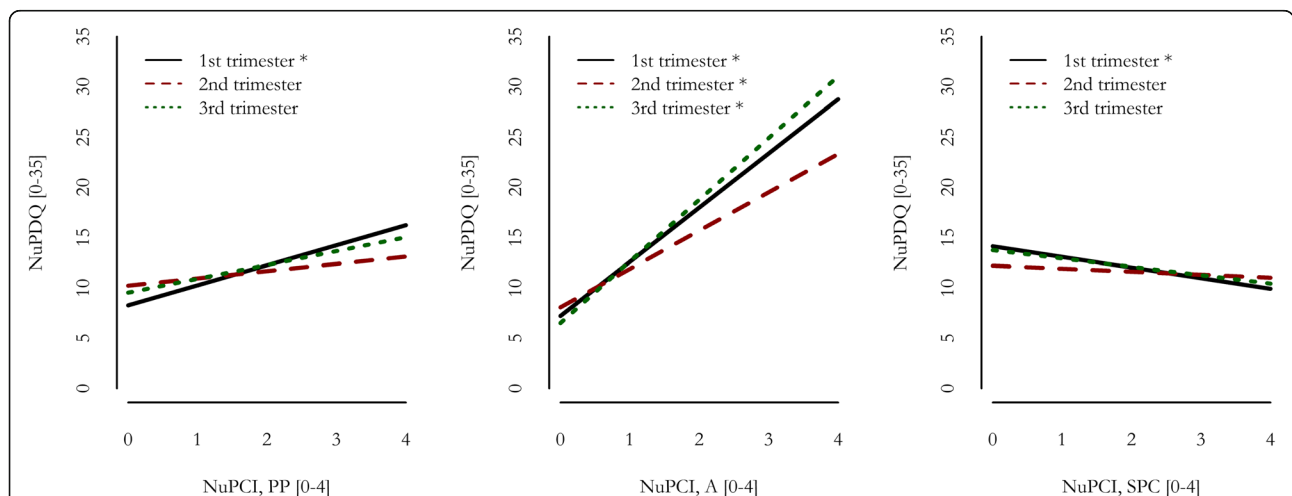 35
30
25
20
15
10
5
0
NuPDQ [0-35]
1st trimester *
2nd trimester
3rd trimester
0 1 2 3 4
NuPCI, PP [0-4]
35
30
25
20
15
10
5
0
NuPDQ [0-35]
1st trimester *
2nd trimester *
3rd trimester *
0 1 2 3 4
NuPCI, A [0-4]
35
30
25
20
15
10
5
0
NuPDQ [0-35]
1st trimester *
2nd trimester
3rd trimester
0 1 2 3 4
NuPCI, SPC [0-4]